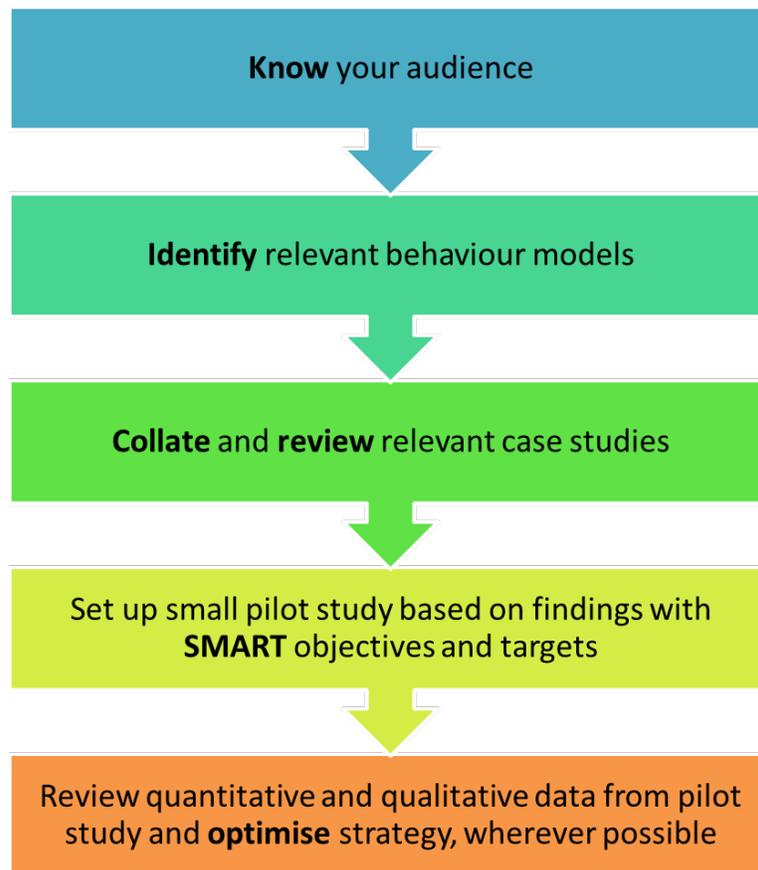 Know your audience
Identify relevant behaviour models
Collate and review relevant case studies
Set up small pilot study based on findings with
SMART objectives and targets
Review quantitative and qualitative data from pilot
study and optimise strategy, wherever possible